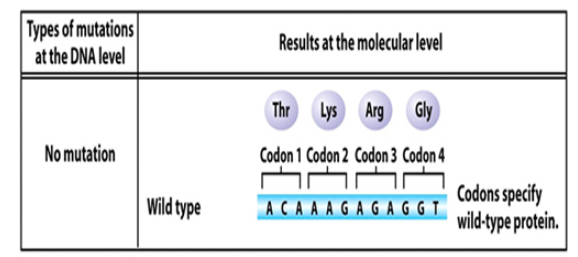 Types of mutations
at the DNA level
Results at the molecular level
Thr Lys Arg Gly
No mutation
Codon 1 Codon 2 Codon 3 Codon 4
Wild type
A C A A A G A G A G G T
Codons specify
wild-type protein.